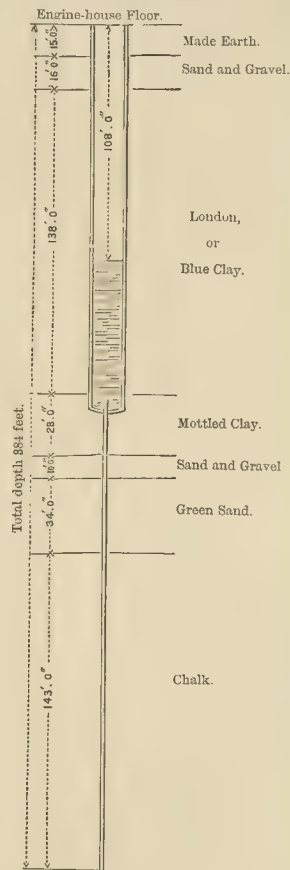 Engine-house Floor.
15.0"
Made Earth.
16.0"
Sand and Gravel.
108'.0"
138'.0"
London,
or
Blue Clay.
28'.0"
Mottled Clay.
10.0"
Sand and Gravel
34'.0"
Green Sand.
Total depth 384 feet.
143'.0"
Chalk.